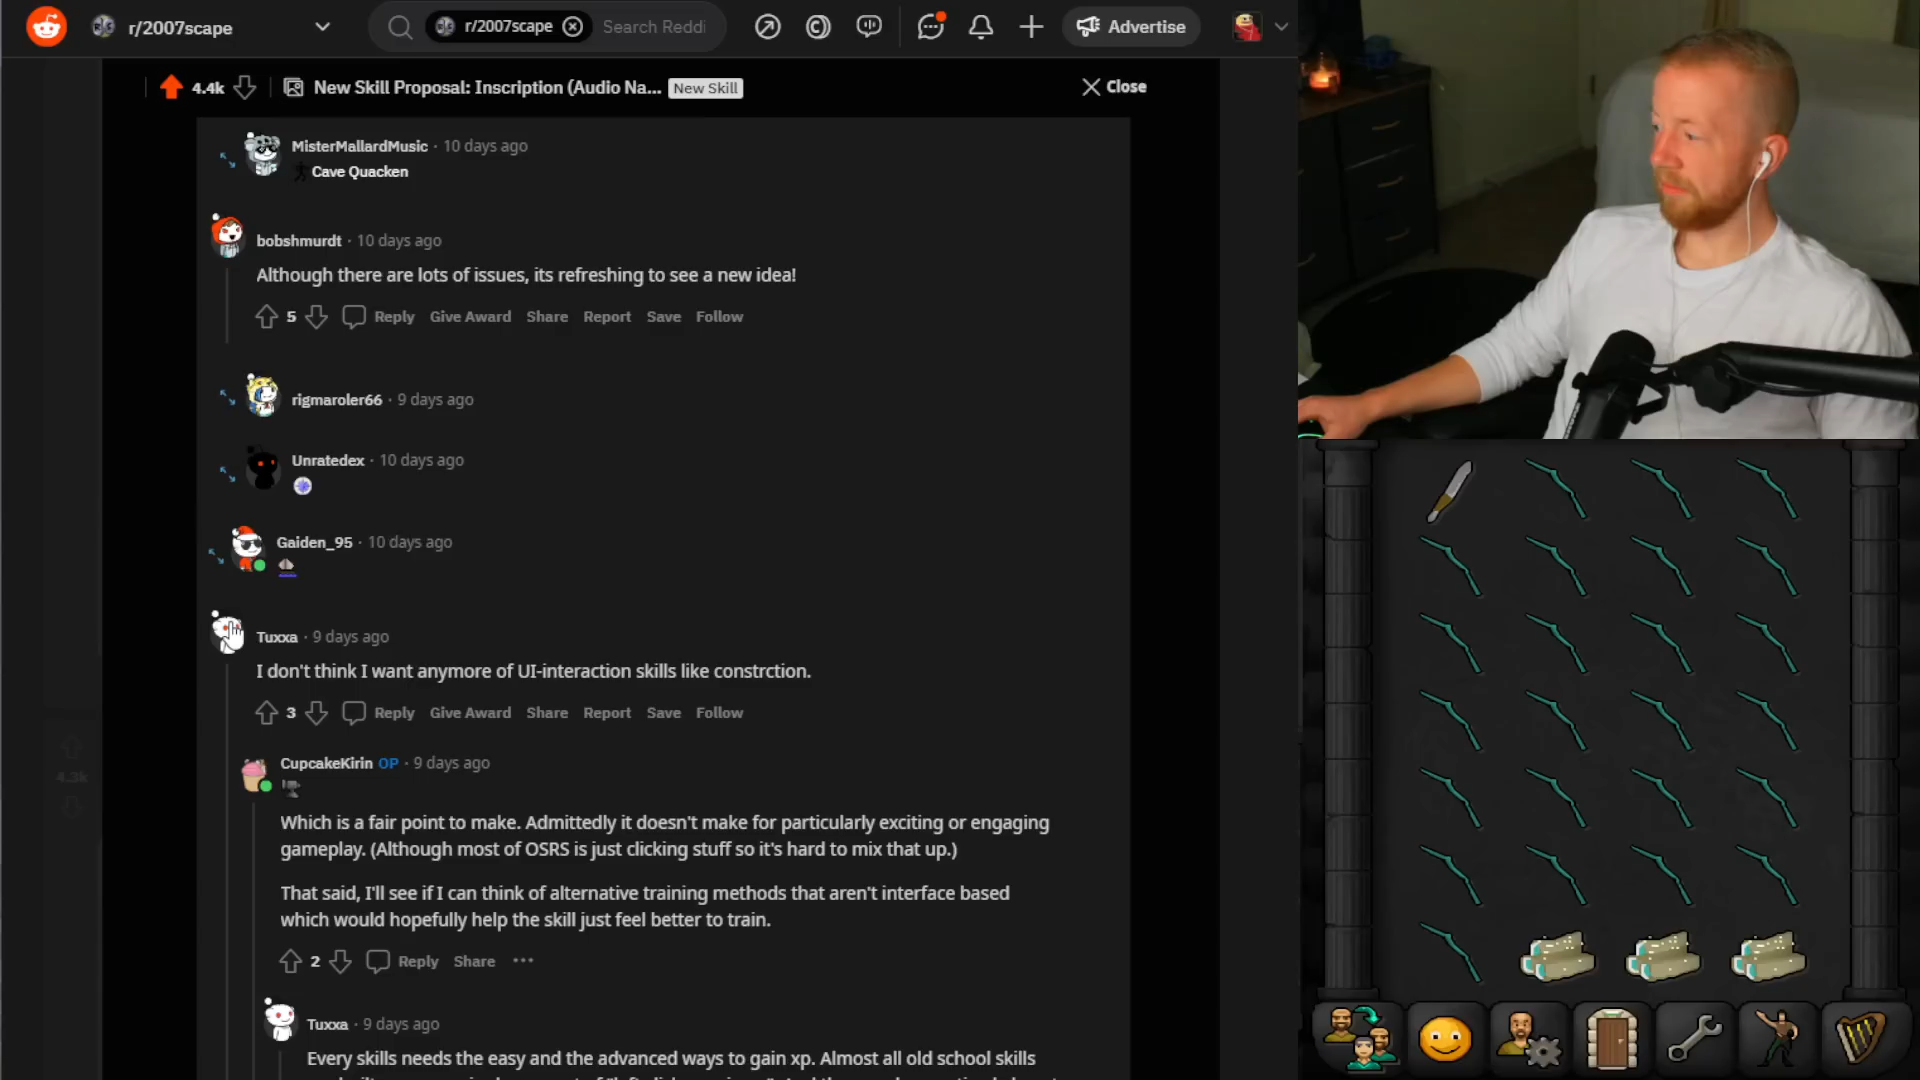 r/2007scape
r/2007scape
Search Reddi
Advertise
4.4k
New Skill Proposal: Inscription (Audio Na...
New Skill
Close
MisterMallardMusic · 10 days ago
Cave Quacken
bobshmurdt · 10 days ago
Although there are lots of issues, its refreshing to see a new idea!
5 Reply Give Award Share Report Save Follow
rigmaroler66 · 9 days ago
Unratedex · 10 days ago
Gaiden_95 · 10 days ago
Tuxxa · 9 days ago
I don't think I want anymore of UI-interaction skills like constrction.
3 Reply Give Award Share Report Save Follow
4.3k
CupcakeKirin OP · 9 days ago
Which is a fair point to make. Admittedly it doesn't make for particularly exciting or engaging
gameplay. (Although most of OSRS is just clicking stuff so it's hard to mix that up.)
That said, I'll see if I can think of alternative training methods that aren't interface based
which would hopefully help the skill just feel better to train.
2 Reply Share •••
Tuxxa · 9 days ago
Every skills needs the easy and the advanced ways to gain xp. Almost all old school skills